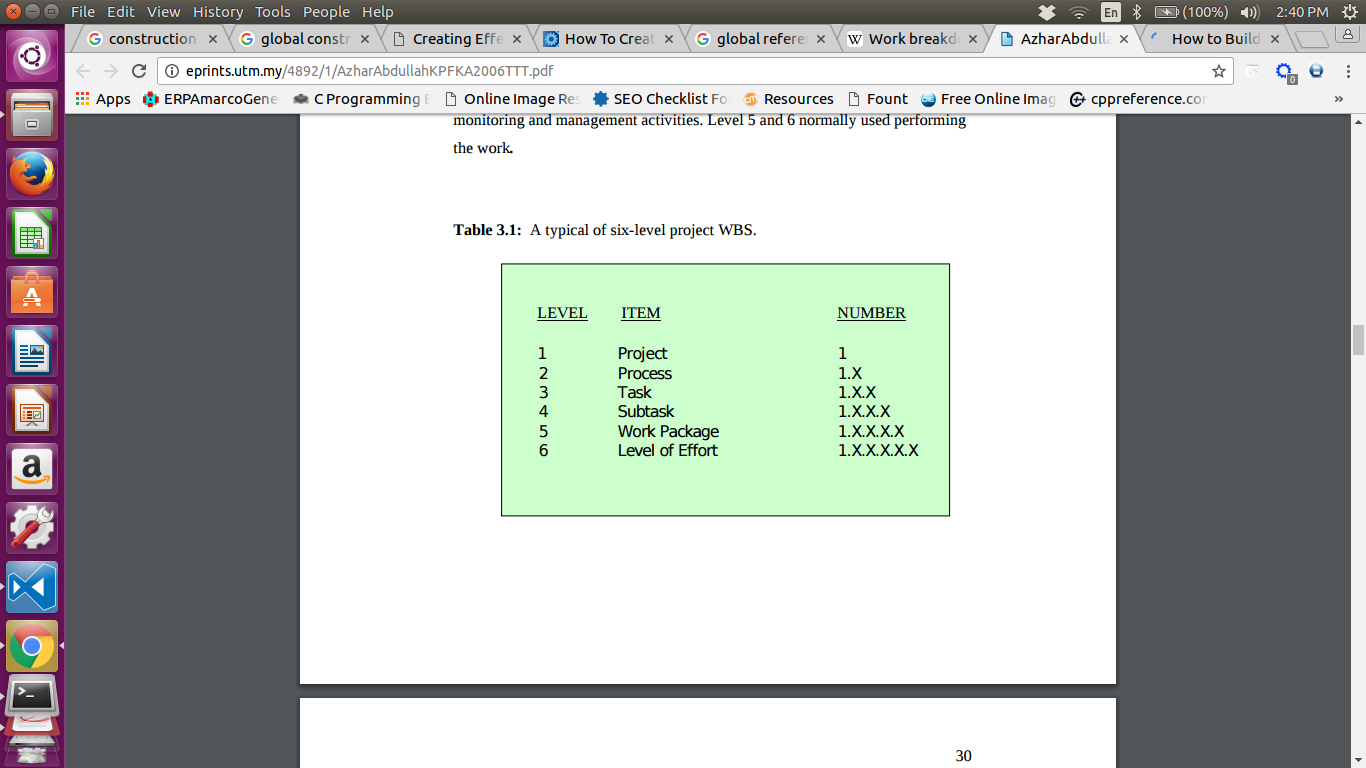 File Edit View History Tools People Help
En (100%) 2:40 PM
construction global constr Creating Effe How To Creat global refere Work breakd AzharAbdulla How to Build
eprints.utm.my/4892/1/AzharAbdullahKPFKA2006TTT.pdf
0
Apps ERPAmarcoGene C Programming E Online Image Res SEO Checklist Fo Resources Fount Free Online Imag cppreference.cor »
monitoring and management activities. Level 5 and 6 normally used performing
the work.
Table 3.1: A typical of six-level project WBS.
LEVEL ITEM NUMBER
1 Project 1
2 Process 1.X
3 Task 1.X.X
4 Subtask 1.X.X.X
5 Work Package 1.X.X.X.X
6 Level of Effort 1.X.X.X.X.X
30